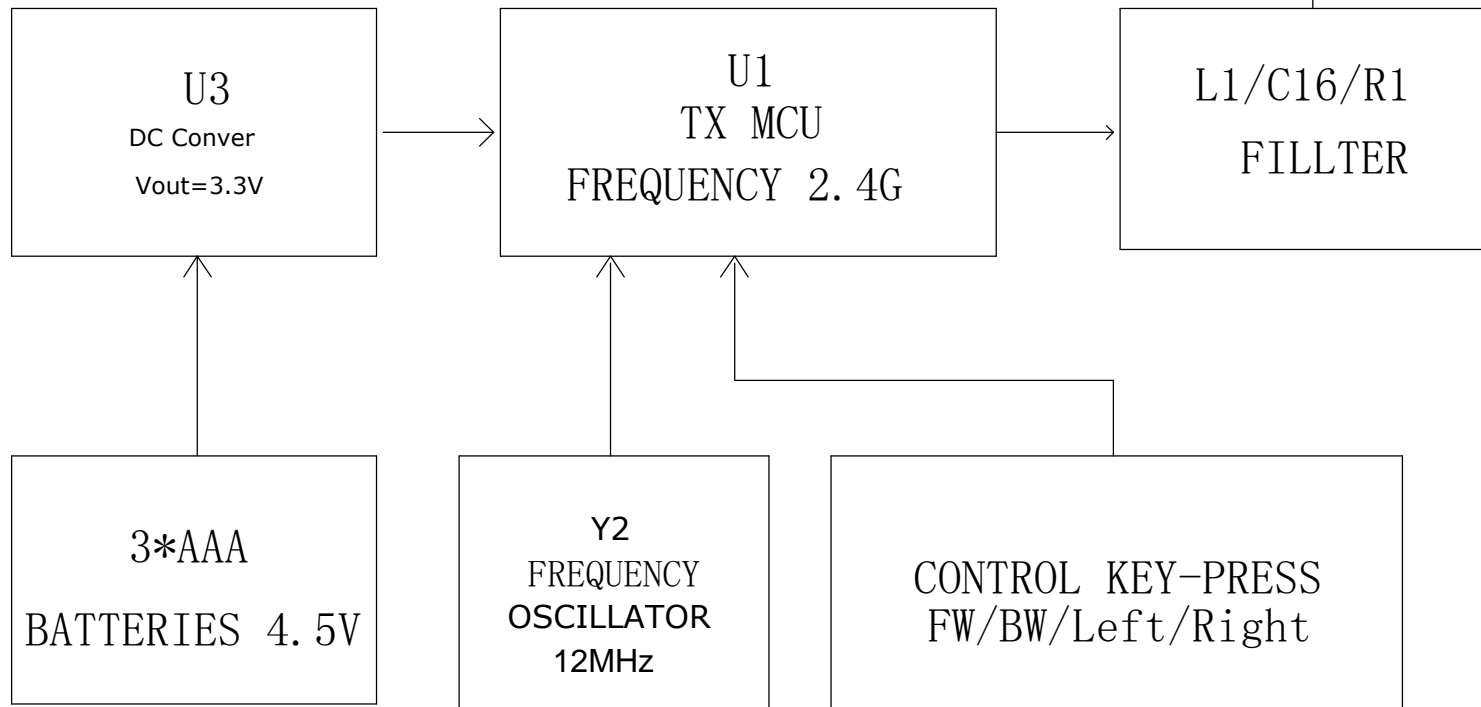 U3
DC Conver
Vout=3.3V
U1
TX MCU
FREQUENCY 2.4G
L1/C16/R1
FILLTER
3*AAA
BATTERIES 4.5V
Y2
FREQUENCY
OSCILLATOR
12MHz
CONTROL KEY-PRESS
FW/BW/Left/Right